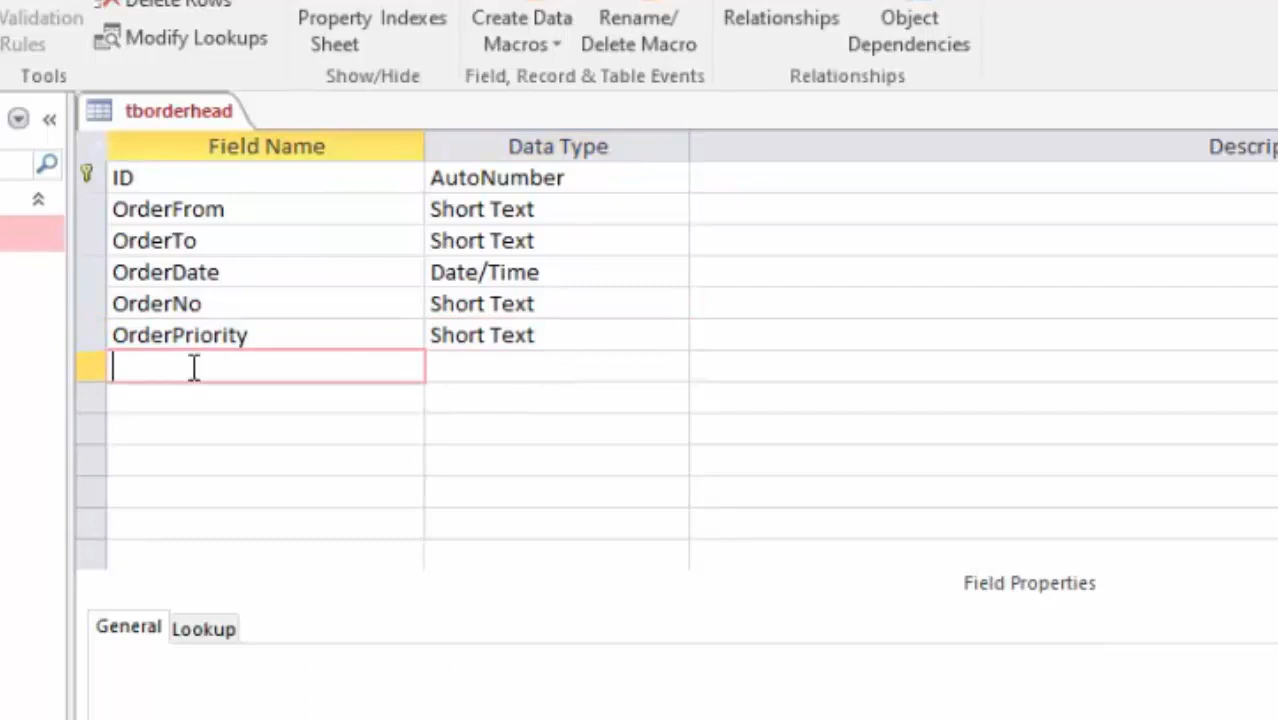 Validation
Rules
Delete Rows
Modify Lookups
Tools
Property Sheet
Indexes
Show/Hide
Create Data Macros
Rename/ Delete Macro
Field, Record & Table Events
Relationships
Object Dependencies
Relationships
tborderhead
Field Name Data Type Descrip
ID AutoNumber
OrderFrom Short Text
OrderTo Short Text
OrderDate Date/Time
OrderNo Short Text
OrderPriority Short Text
Field Properties
General Lookup